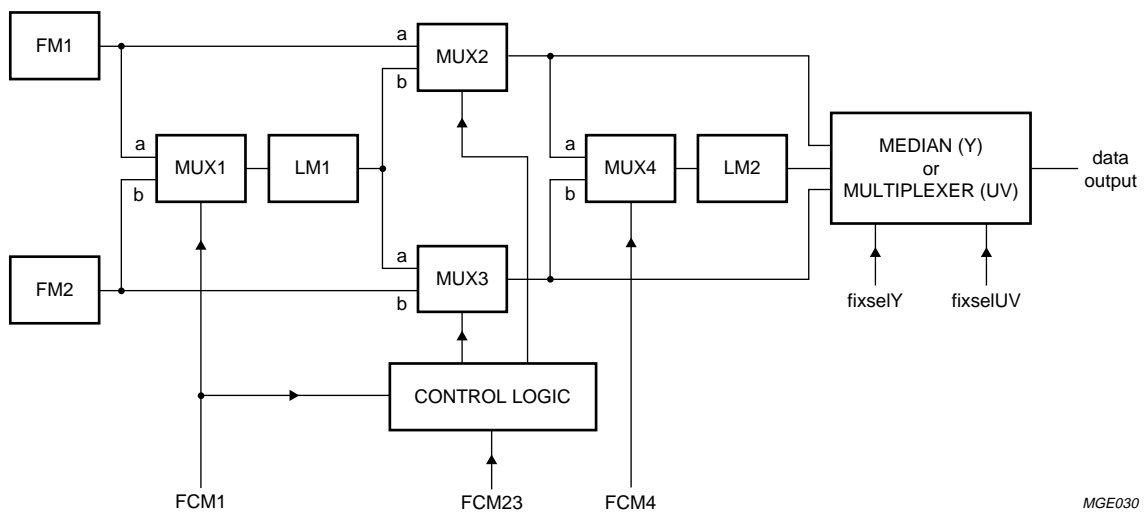 FM1
a
b
MUX2
a
b
MUX1
LM1
a
b
MUX4
LM2
MEDIAN (Y)
or
MULTIPLEXER (UV)
data
output
FM2
a
b
MUX3
fixselY
fixselUV
CONTROL LOGIC
FCM1
FCM23
FCM4
MGE030